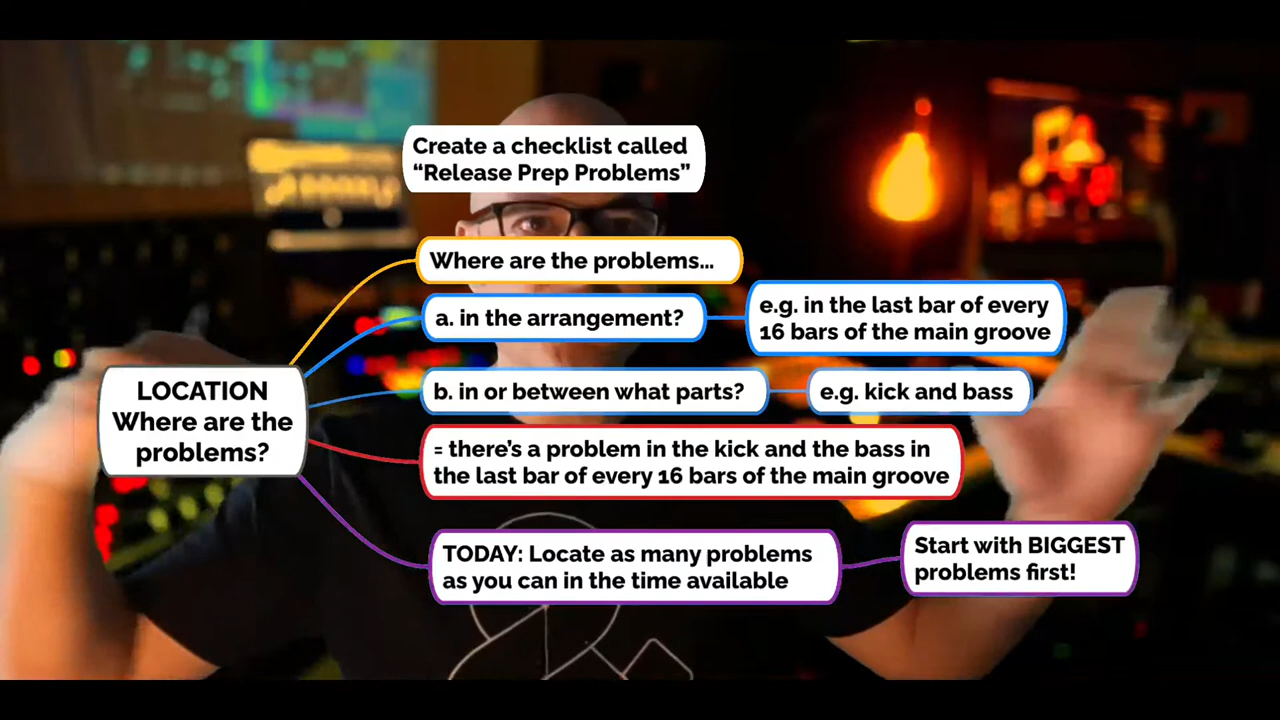 Create a checklist called
“Release Prep Problems”
Where are the problems...
a. in the arrangement?
e.g. in the last bar of every
16 bars of the main groove
LOCATION
Where are the
problems?
b. in or between what parts?
e.g. kick and bass
= there’s a problem in the kick and the bass in
the last bar of every 16 bars of the main groove
TODAY: Locate as many problems
as you can in the time available
Start with BIGGEST
problems first!